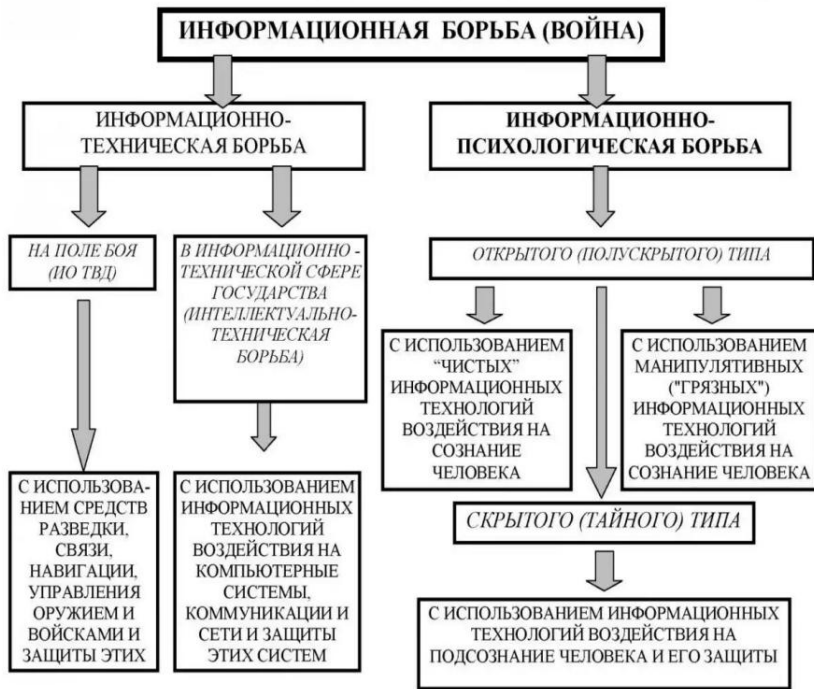 ИНФОРМАЦИОННАЯ БОРЬБА (ВОЙНА)
ИНФОРМАЦИОННО-
ТЕХНИЧЕСКАЯ БОРЬБА
ИНФОРМАЦИОННО-
ПСИХОЛОГИЧЕСКАЯ БОРЬБА
НА ПОЛЕ БОЯ
(ИО ТВД)
В ИНФОРМАЦИОННО -
ТЕХНИЧЕСКОЙ СФЕРЕ
ГОСУДАРСТВА
(ИНТЕЛЛЕКТУАЛЬНО-
ТЕХНИЧЕСКАЯ
БОРЬБА)
ОТКРЫТОГО (ПОЛУСКРЫТОГО) ТИПА
С ИСПОЛЬЗОВАНИЕМ
“ЧИСТЫХ”
ИНФОРМАЦИОННЫХ
ТЕХНОЛОГИЙ
ВОЗДЕЙСТВИЯ НА
СОЗНАНИЕ
ЧЕЛОВЕКА
С ИСПОЛЬЗОВАНИЕМ
МАНИПУЛЯТИВНЫХ
("ГРЯЗНЫХ")
ИНФОРМАЦИОННЫХ
ТЕХНОЛОГИЙ
ВОЗДЕЙСТВИЯ НА
СОЗНАНИЕ ЧЕЛОВЕКА
С ИСПОЛЬЗОВА-
НИЕМ СРЕДСТВ
РАЗВЕДКИ,
СВЯЗИ,
НАВИГАЦИИ,
УПРАВЛЕНИЯ
ОРУЖИЕМ И
ВОЙСКАМИ И
ЗАЩИТЫ ЭТИХ
С ИСПОЛЬЗОВАНИЕМ
ИНФОРМАЦИОННЫХ
ТЕХНОЛОГИЙ
ВОЗДЕЙСТВИЯ НА
КОМПЬЮТЕРНЫЕ
СИСТЕМЫ,
КОММУНИКАЦИИ И
СЕТИ И ЗАЩИТЫ
ЭТИХ СИСТЕМ
СКРЫТОГО (ТАЙНОГО) ТИПА
С ИСПОЛЬЗОВАНИЕМ ИНФОРМАЦИОННЫХ
ТЕХНОЛОГИЙ ВОЗДЕЙСТВИЯ НА
ПОДСОЗНАНИЕ ЧЕЛОВЕКА И ЕГО ЗАЩИТЫ